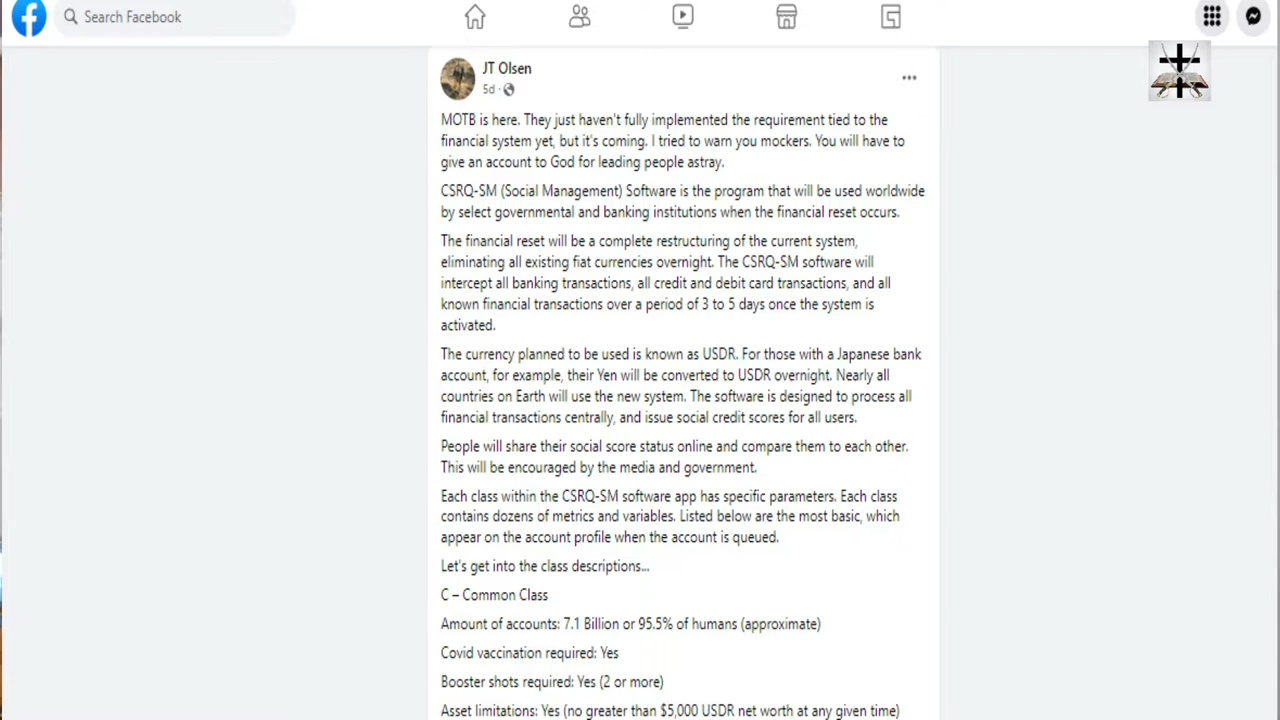 Search Facebook
JT Olsen
5d
MOTB is here. They just haven't fully implemented the requirement tied to the
financial system yet, but it's coming. I tried to warn you mockers. You will have to
give an account to God for leading people astray.
CSRQ-SM (Social Management) Software is the program that will be used worldwide
by select governmental and banking institutions when the financial reset occurs.
The financial reset will be a complete restructuring of the current system,
eliminating all existing fiat currencies overnight. The CSRQ-SM software will
intercept all banking transactions, all credit and debit card transactions, and all
known financial transactions over a period of 3 to 5 days once the system is
activated.
The currency planned to be used is known as USDR. For those with a Japanese bank
account, for example, their Yen will be converted to USDR overnight. Nearly all
countries on Earth will use the new system. The software is designed to process all
financial transactions centrally, and issue social credit scores for all users.
People will share their social score status online and compare them to each other.
This will be encouraged by the media and government.
Each class within the CSRQ-SM software app has specific parameters. Each class
contains dozens of metrics and variables. Listed below are the most basic, which
appear on the account profile when the account is queued.
Let's get into the class descriptions...
C – Common Class
Amount of accounts: 7.1 Billion or 95.5% of humans (approximate)
Covid vaccination required: Yes
Booster shots required: Yes (2 or more)
Asset limitations: Yes (no greater than $5,000 USDR net worth at any given time)